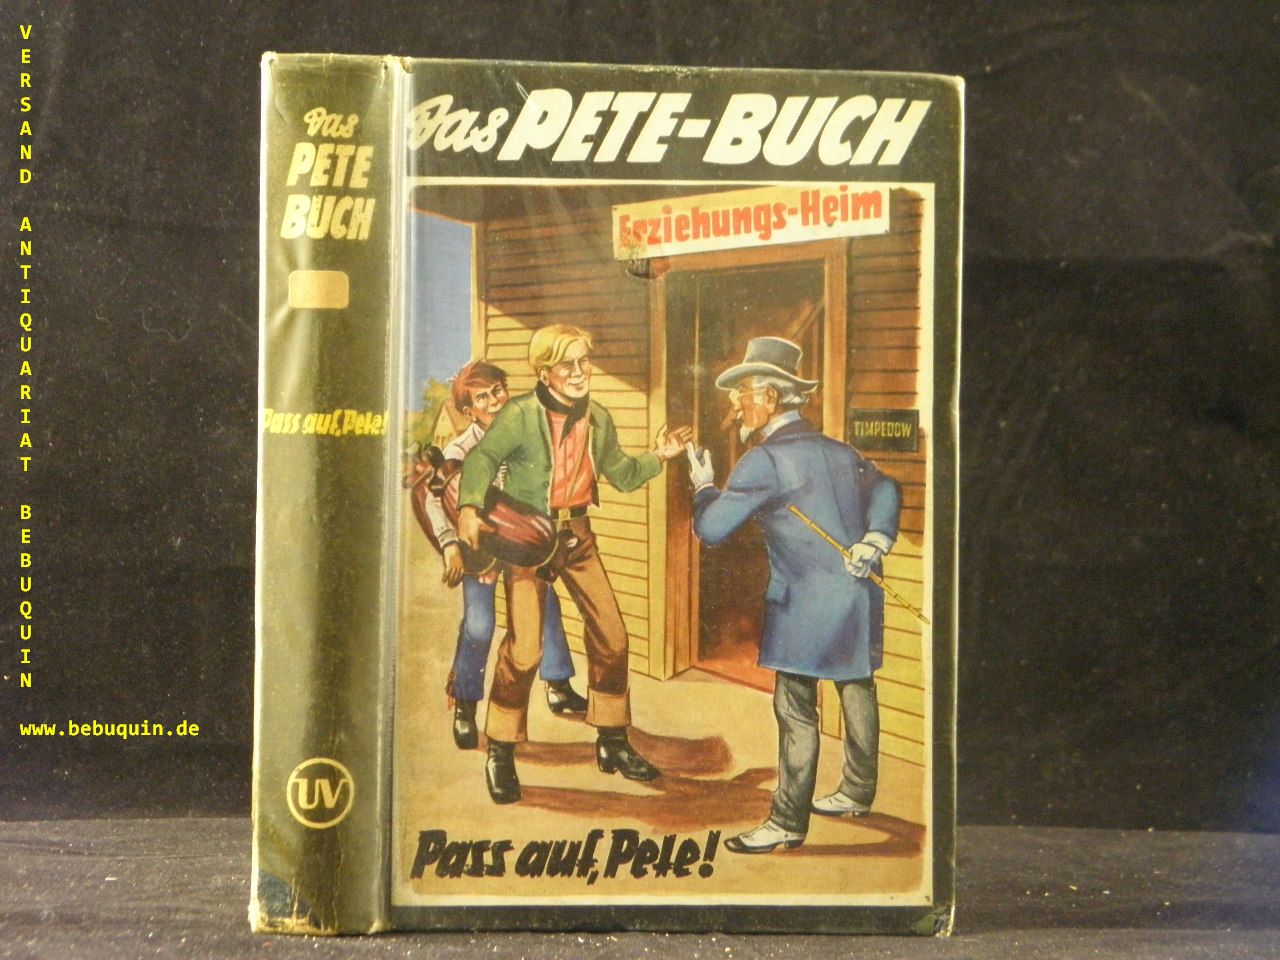 VERSAND ANTIQUARIAT BEBUQUIN
www.bebuquin.de
Das
PETE
BUCH
Pass auf, Pete!
UV
Das PETE-BUCH
Erziehungs-Heim
TIMPEDOW
Pass auf, Pete!